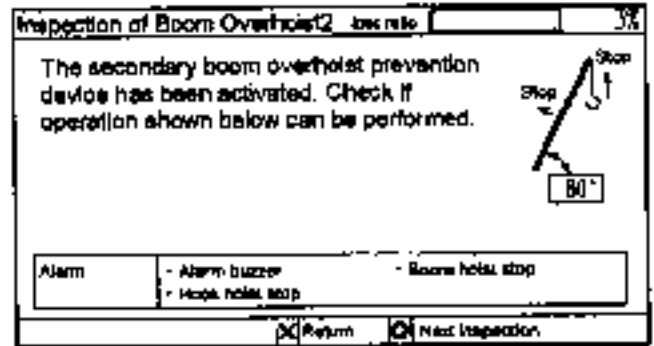 Inspection of Boom Overhoist2 Load ratio 3%
The secondary boom overhoist prevention
device has been activated. Check if
operation shown below can be performed.
Stop
Stop
80°
Alarm
- Alarm buzzer - Boom hoist stop
- Hook hoist stop
Return Next Inspection